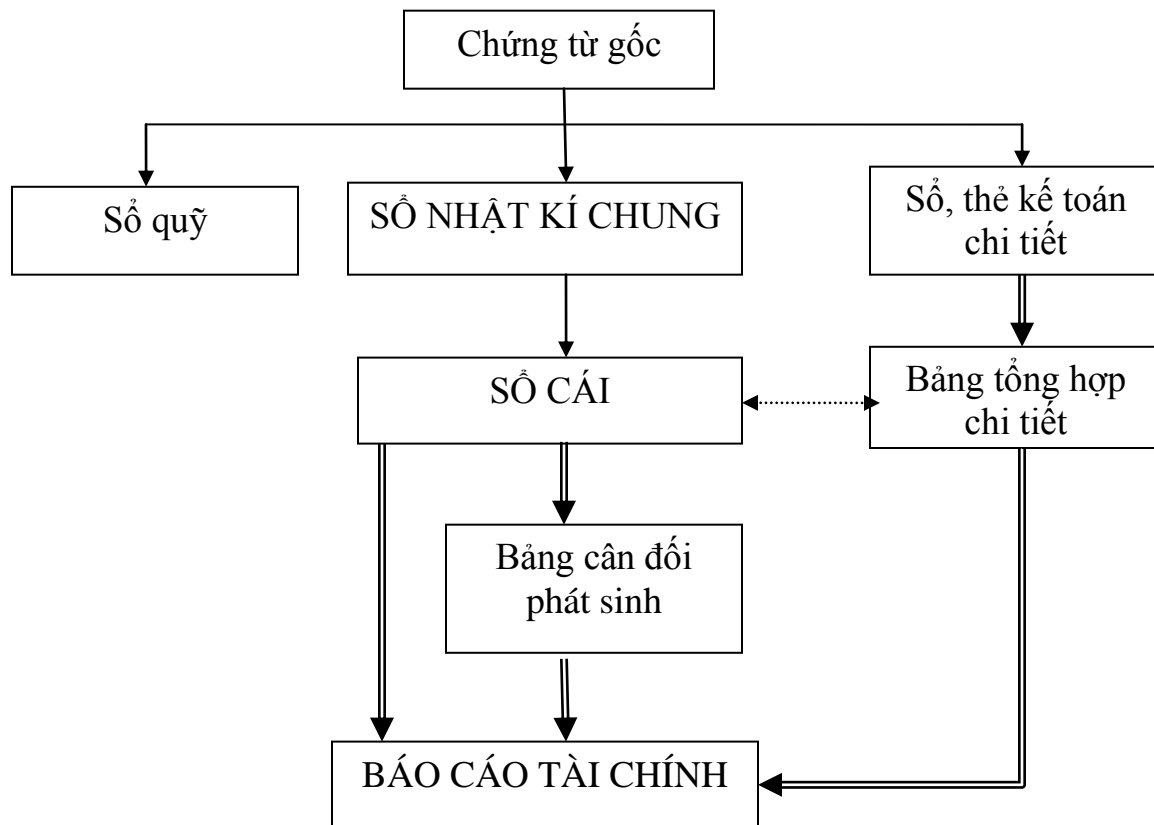 Chứng từ gốc
Sổ quỹ
SỔ NHẬT KÍ CHUNG
Sổ, thẻ kế toán
chi tiết
SỔ CÁI
Bảng tổng hợp
chi tiết
Bảng cân đối
phát sinh
BÁO CÁO TÀI CHÍNH